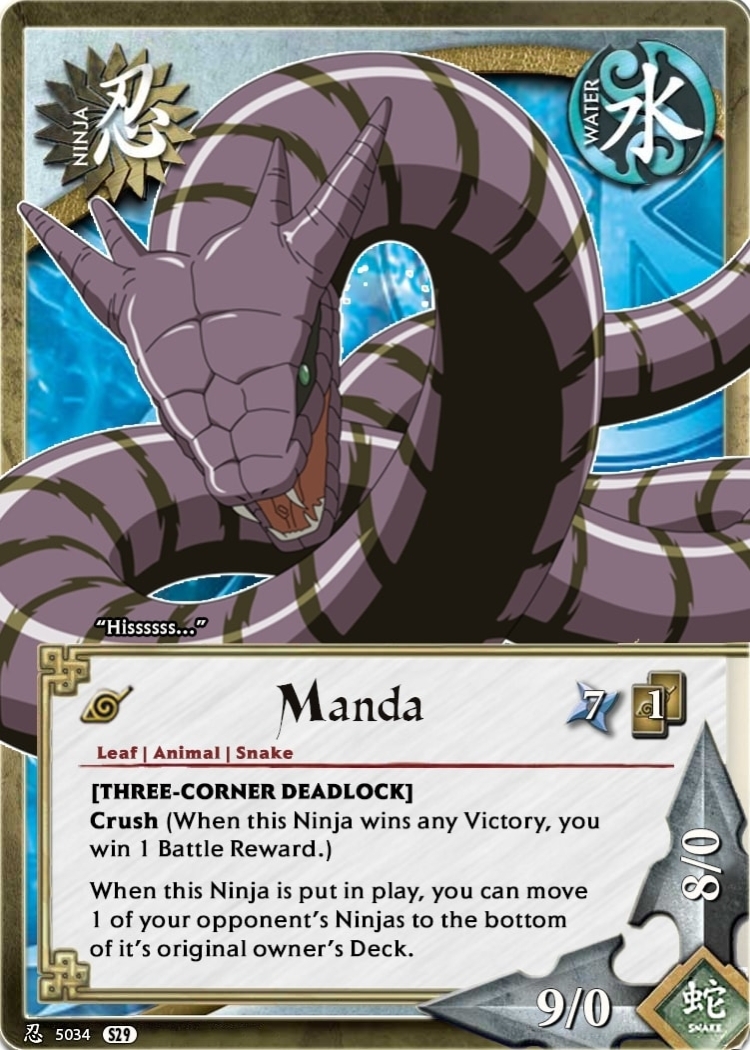 NINJA
忍
WATER
水
“Hissssss...”
Manda
7
1
Leaf | Animal | Snake
[THREE-CORNER DEADLOCK]
Crush (When this Ninja wins any Victory, you
win 1 Battle Reward.)
When this Ninja is put in play, you can move
1 of your opponent’s Ninjas to the bottom
of it’s original owner’s Deck.
8/0
9/0
蛇
SNAKE
忍 5034 S29